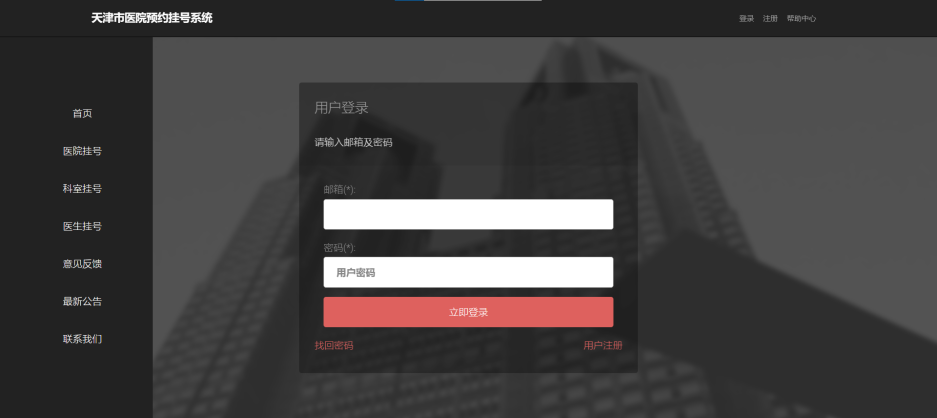 天津市医院预约挂号系统
登录 注册 帮助中心
首页
医院挂号
科室挂号
医生挂号
意见反馈
最新公告
联系我们
用户登录
请输入邮箱及密码
邮箱(*):
密码(*):
用户密码
立即登录
找回密码 用户注册